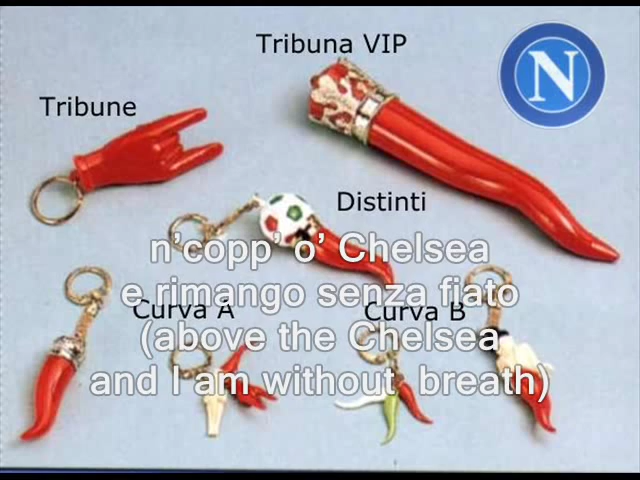 Tribuna VIP
N
Tribune
Distinti
n’copp’ o’ Chelsea
e rimango senza fiato
Curva A
Curva B
(above the Chelsea
and I am without breath)